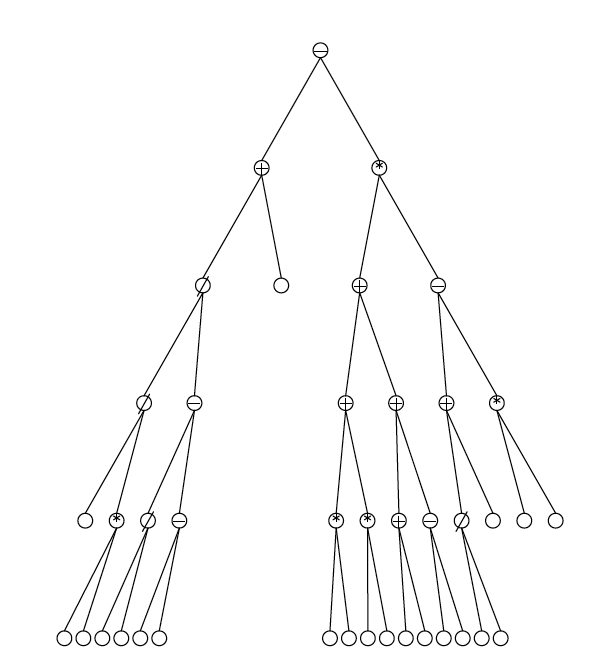 −
+ *
/ + −
/ − + + + *
* / − * * + − /